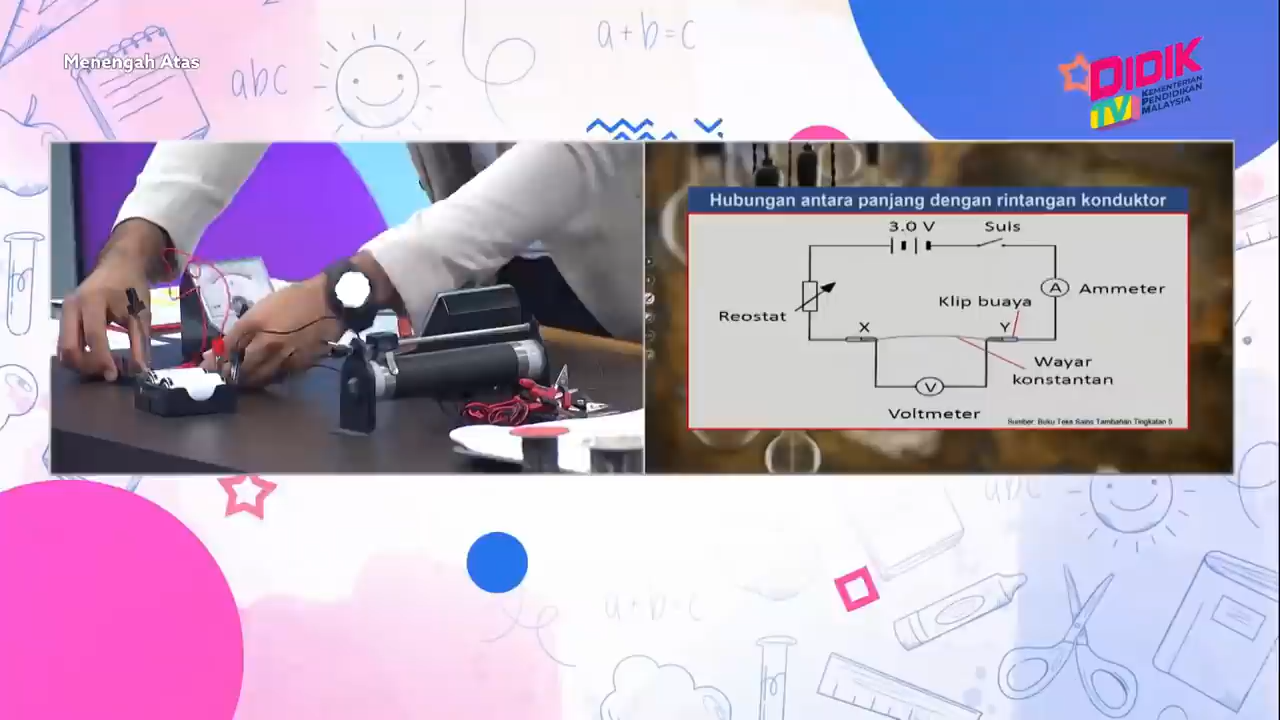 Menengah Atas
abc
a+b=c
DIDIK
TV
KEMENTERIAN
PENDIDIKAN
MALAYSIA
Hubungan antara panjang dengan rintangan konduktor
3.0 V
Suis
A
Ammeter
Klip buaya
Reostat
X
Y
Wayar
konstantan
V
Voltmeter
Sumber: Buku Teks Sains Tambahan Tingkatan 5
abc
a+b=c